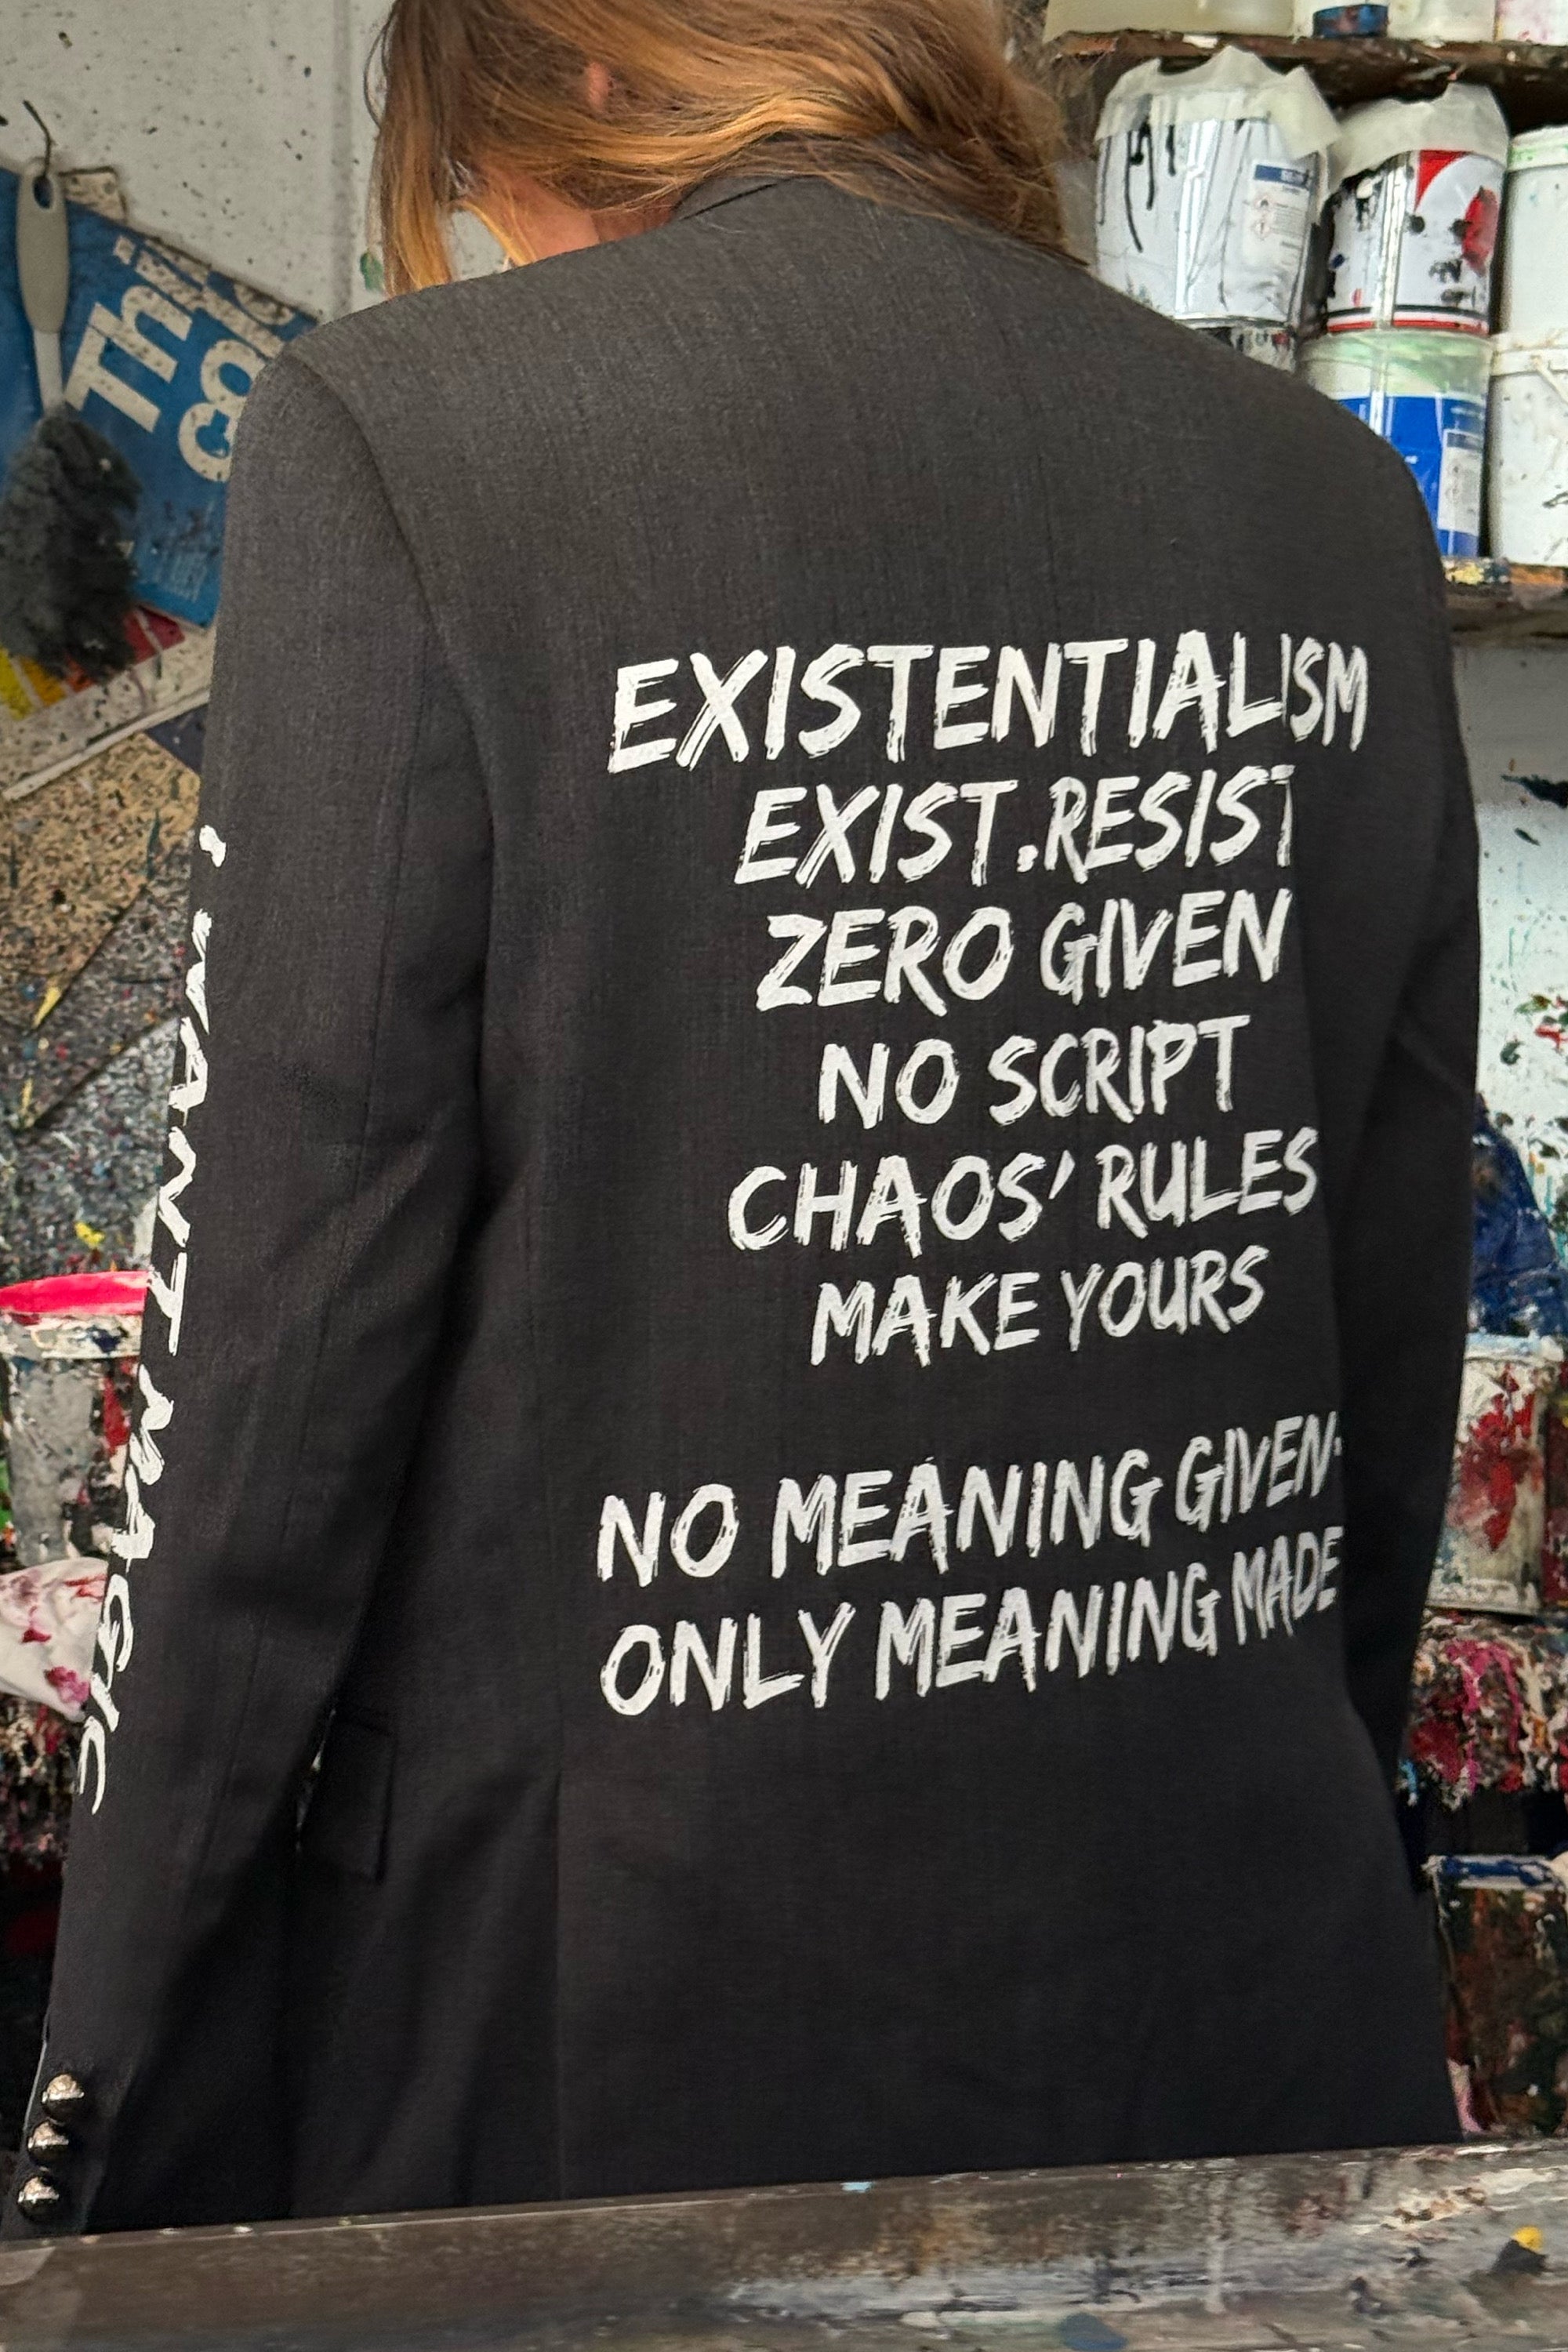 EXISTENTIALISM
EXIST.RESIST
ZERO GIVEN
NO SCRIPT
CHAOS' RULES
MAKE YOURS
NO MEANING GIVEN.
ONLY MEANING MADE
I WANT MAGIC